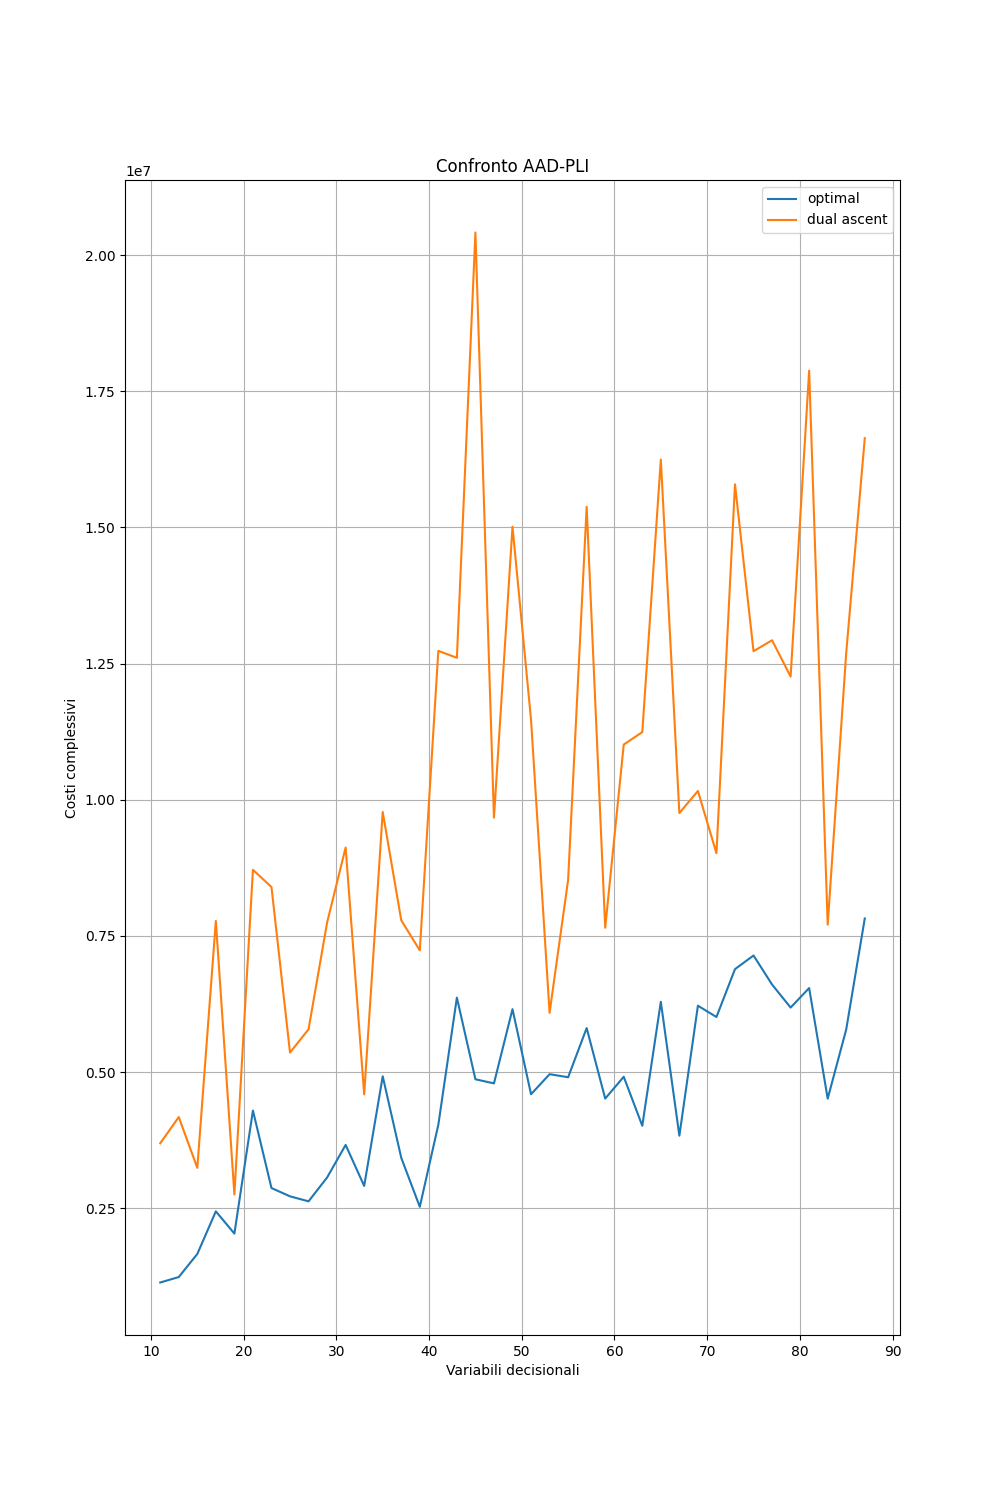 Confronto AAD-PLI
1e7
optimal
dual ascent
2.00
1.75
1.50
1.25
1.00
0.75
0.50
0.25
Costi complessivi
10 20 30 40 50 60 70 80 90
Variabili decisionali